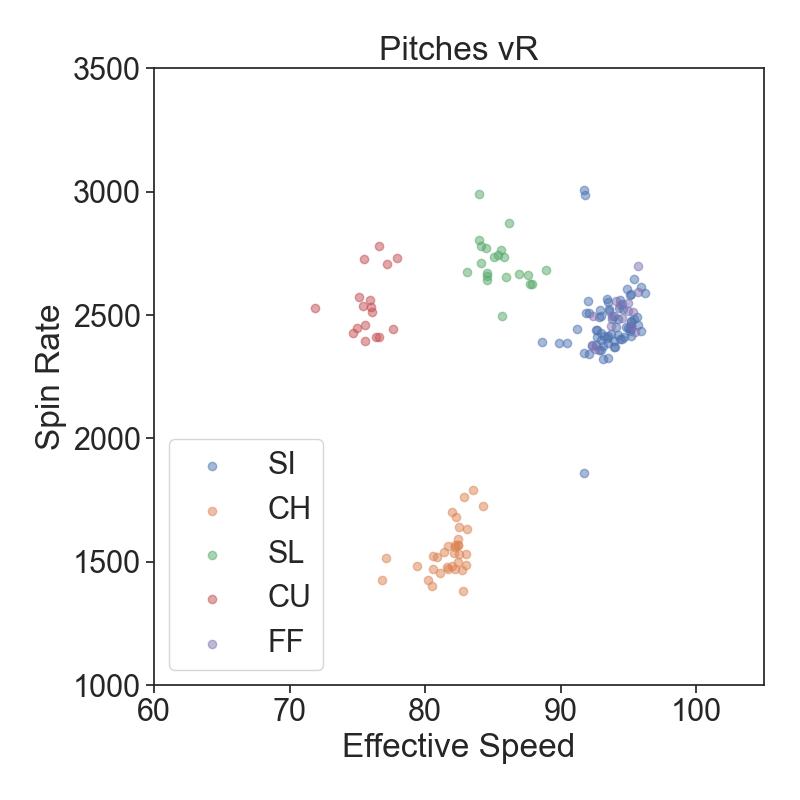 Pitches vR
3500
3000
2500
2000
1500
1000
Spin Rate
SI
CH
SL
CU
FF
60 70 80 90 100
Effective Speed